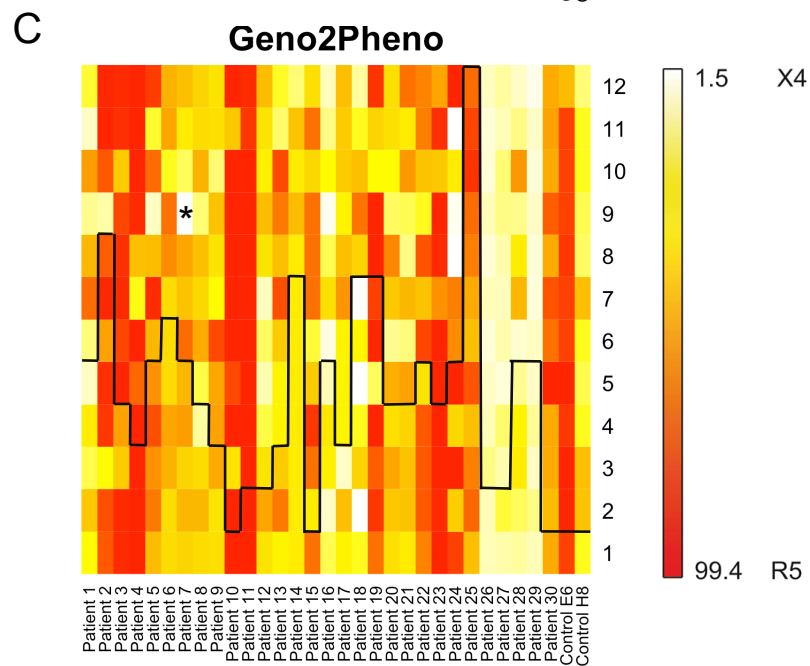 C
Geno2Pheno
12
11
10
9
8
7
6
5
4
3
2
1
*
1.5 X4
99.4 R5
Patient 1
Patient 2
Patient 3
Patient 4
Patient 5
Patient 6
Patient 7
Patient 8
Patient 9
Patient 10
Patient 11
Patient 12
Patient 13
Patient 14
Patient 15
Patient 16
Patient 17
Patient 18
Patient 19
Patient 20
Patient 21
Patient 22
Patient 23
Patient 24
Patient 25
Patient 26
Patient 27
Patient 28
Patient 29
Patient 30
Control E6
Control H8